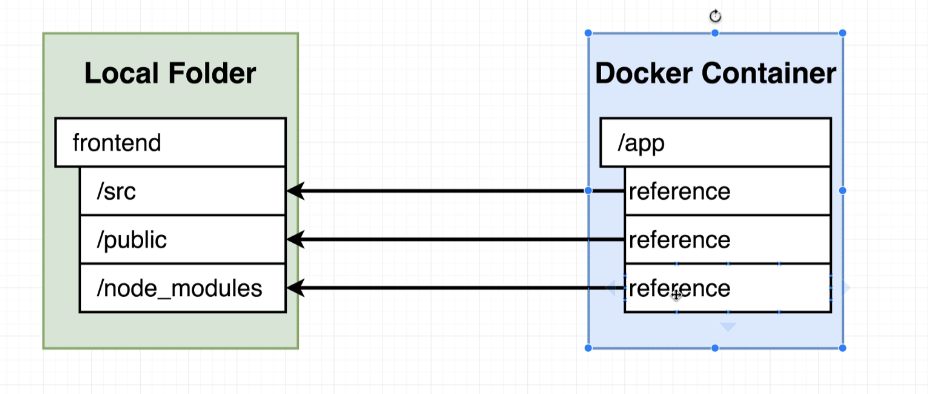 Local Folder
frontend
/src
/public
/node_modules
Docker Container
/app
reference
reference
reference